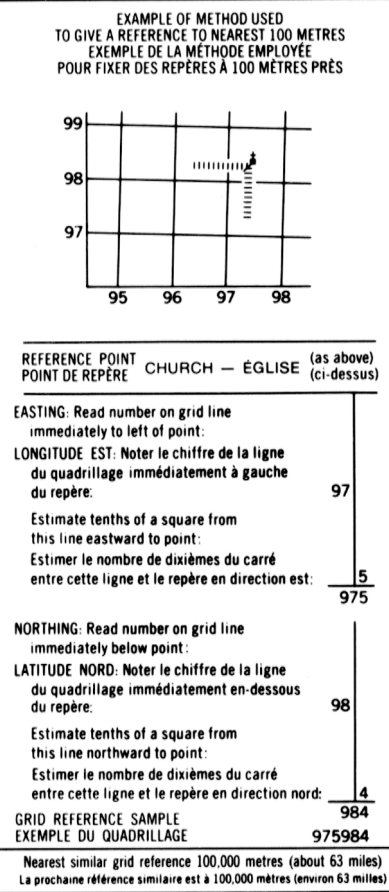 EXAMPLE OF METHOD USED
TO GIVE A REFERENCE TO NEAREST 100 METRES
EXEMPLE DE LA MÉTHODE EMPLOYÉE
POUR FIXER DES REPÈRES À 100 MÈTRES PRÈS
99
98
97
95 96 97 98
REFERENCE POINT
POINT DE REPÈRE
CHURCH — ÉGLISE
(as above)
(ci-dessus)
EASTING: Read number on grid line
immediately to left of point:
LONGITUDE EST: Noter le chiffre de la ligne
du quadrillage immédiatement à gauche
du repère: 97
Estimate tenths of a square from
this line eastward to point:
Estimer le nombre de dixièmes du carré
entre cette ligne et le repère en direction est: 5
975
NORTHING: Read number on grid line
immediately below point:
LATITUDE NORD: Noter le chiffre de la ligne
du quadrillage immédiatement en-dessous
du repère: 98
Estimate tenths of a square from
this line northward to point:
Estimer le nombre de dixièmes du carré
entre cette ligne et le repère en direction nord: 4
984
GRID REFERENCE SAMPLE
EXEMPLE DU QUADRILLAGE 975984
Nearest similar grid reference 100,000 metres (about 63 miles)
La prochaine référence similaire est à 100,000 mètres (environ 63 milles)